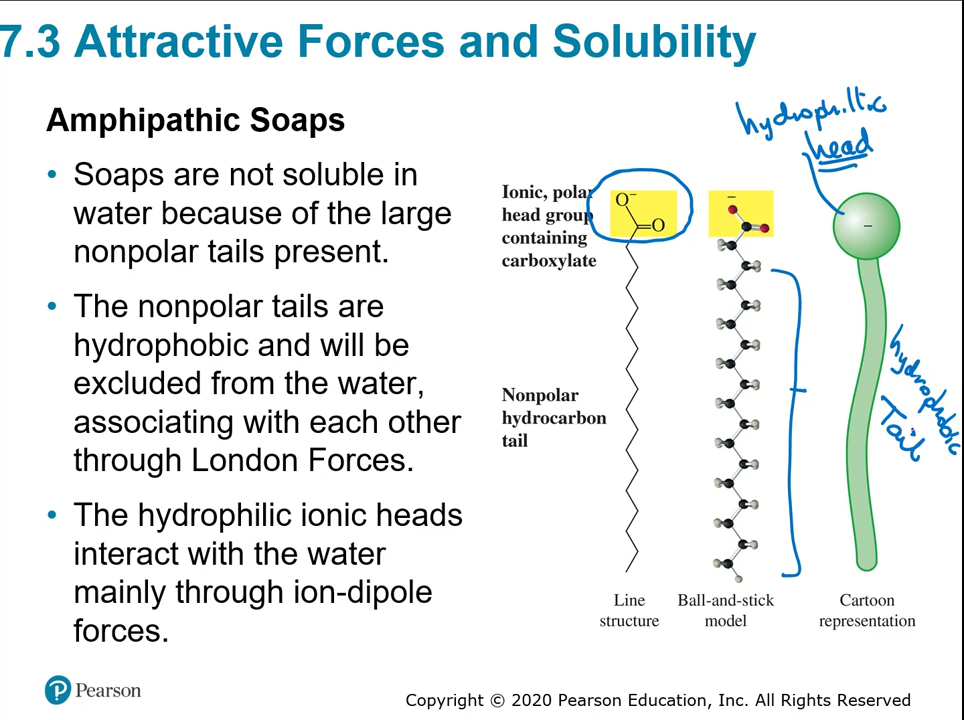 7.3 Attractive Forces and Solubility
Amphipathic Soaps
• Soaps are not soluble in
water because of the large
nonpolar tails present.
• The nonpolar tails are
hydrophobic and will be
excluded from the water,
associating with each other
through London Forces.
• The hydrophilic ionic heads
interact with the water
mainly through ion-dipole
forces.
hydrophilic
head
Ionic, polar
head group
containing
carboxylate
O−
O
−
−
Nonpolar
hydrocarbon
tail
hydrophobic
Tail
Line
structure
Ball-and-stick
model
Cartoon
representation
P Pearson
Copyright © 2020 Pearson Education, Inc. All Rights Reserved